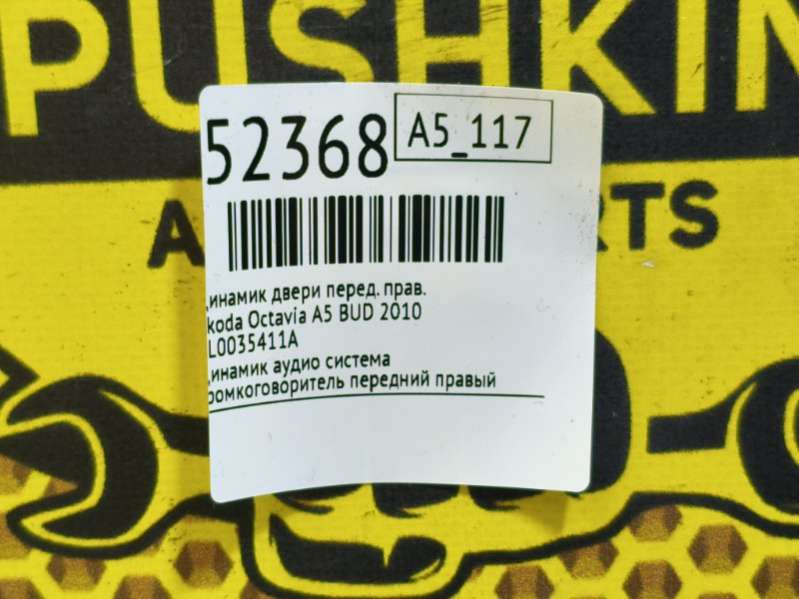 PUSHKIN
52368
A5_117
A RTS
инамик двери перед. прав.
koda Octavia A5 BUD 2010
L0035411A
инамик аудио система
ромкоговоритель передний правый